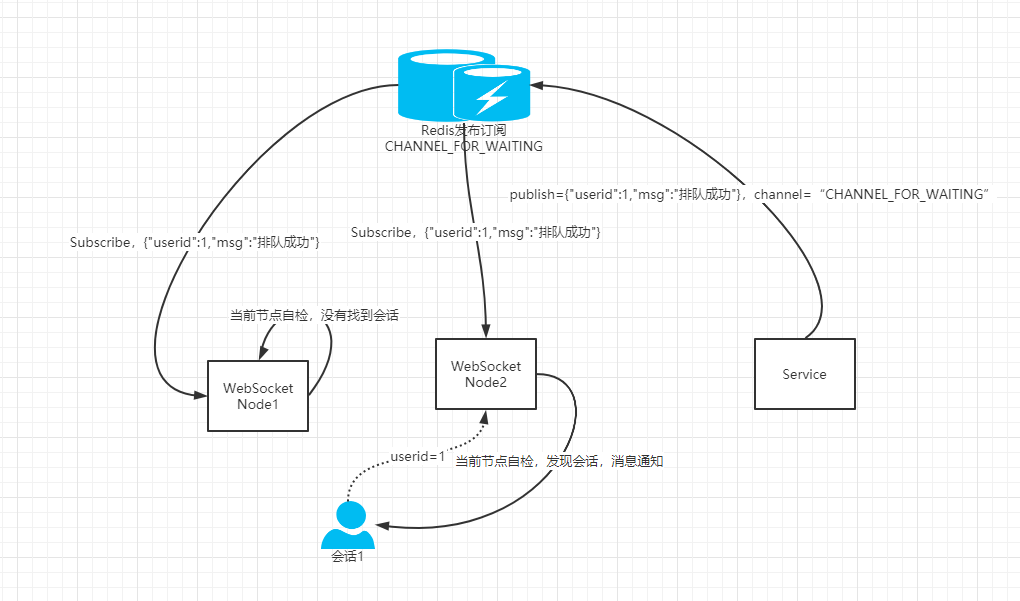 Redis发布订阅
CHANNEL_FOR_WAITING
publish={"userid":1,"msg":"排队成功"}，channel=“CHANNEL_FOR_WAITING”
Subscribe，{"userid":1,"msg":"排队成功"}
Subscribe，{"userid":1,"msg":"排队成功"}
当前节点自检，没有找到会话
WebSocket
Node1
WebSocket
Node2
Service
userid=1
当前节点自检，发现会话，消息通知
会话1